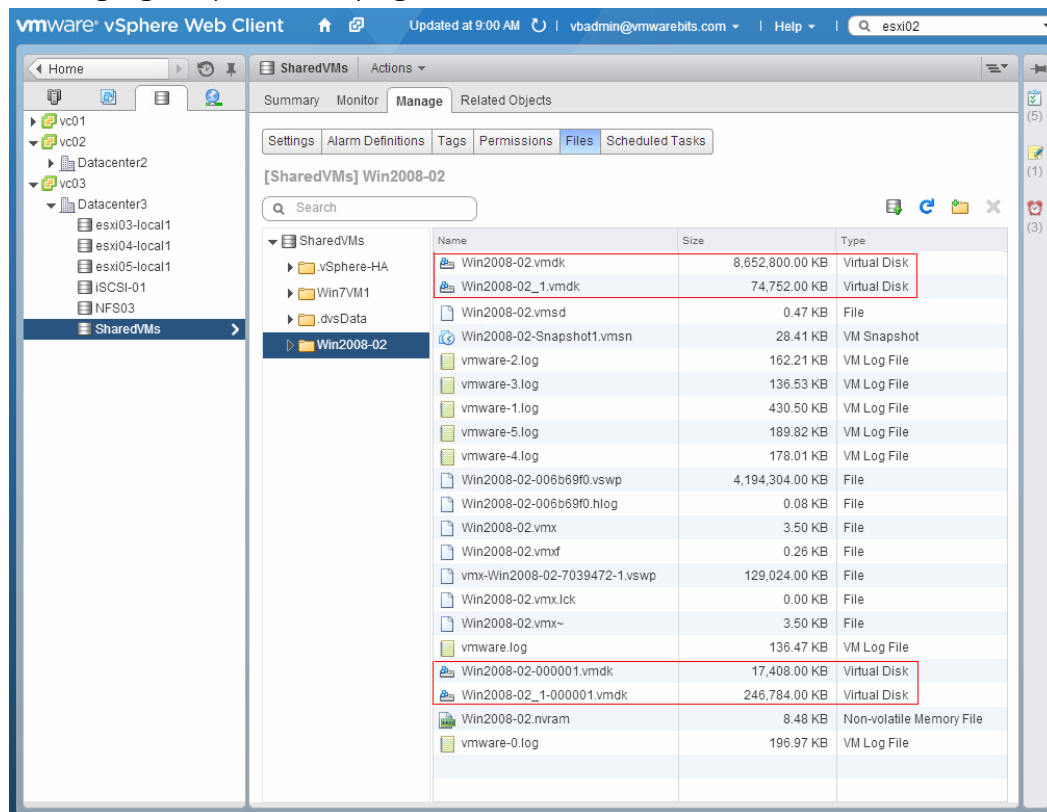 vmware® vSphere Web Client Updated at 9:00 AM | vbadmin@vmwarebits.com | Help | esxi02
Home
SharedVMs Actions
Summary Monitor Manage Related Objects
Settings Alarm Definitions Tags Permissions Files Scheduled Tasks
[SharedVMs] Win2008-02
Search
vc01
vc02
Datacenter2
vc03
Datacenter3
esxi03-local1
esxi04-local1
esxi05-local1
iSCSI-01
NFS03
SharedVMs
SharedVMs
.vSphere-HA
Win7VM1
.dvsData
Win2008-02
Name Size Type
Win2008-02.vmdk 8,652,800.00 KB Virtual Disk
Win2008-02_1.vmdk 74,752.00 KB Virtual Disk
Win2008-02.vmsd 0.47 KB File
Win2008-02-Snapshot1.vmsn 28.41 KB VM Snapshot
vmware-2.log 162.21 KB VM Log File
vmware-3.log 136.53 KB VM Log File
vmware-1.log 430.50 KB VM Log File
vmware-5.log 189.82 KB VM Log File
vmware-4.log 178.01 KB VM Log File
Win2008-02-006b69f0.vswp 4,194,304.00 KB File
Win2008-02-006b69f0.hlog 0.08 KB File
Win2008-02.vmx 3.50 KB File
Win2008-02.vmxf 0.26 KB File
vmx-Win2008-02-7039472-1.vswp 129,024.00 KB File
Win2008-02.vmx.lck 0.00 KB File
Win2008-02.vmx~ 3.50 KB File
vmware.log 136.47 KB VM Log File
Win2008-02-000001.vmdk 17,408.00 KB Virtual Disk
Win2008-02_1-000001.vmdk 246,784.00 KB Virtual Disk
Win2008-02.nvram 8.48 KB Non-volatile Memory File
vmware-0.log 196.97 KB VM Log File
(5)
(1)
(3)